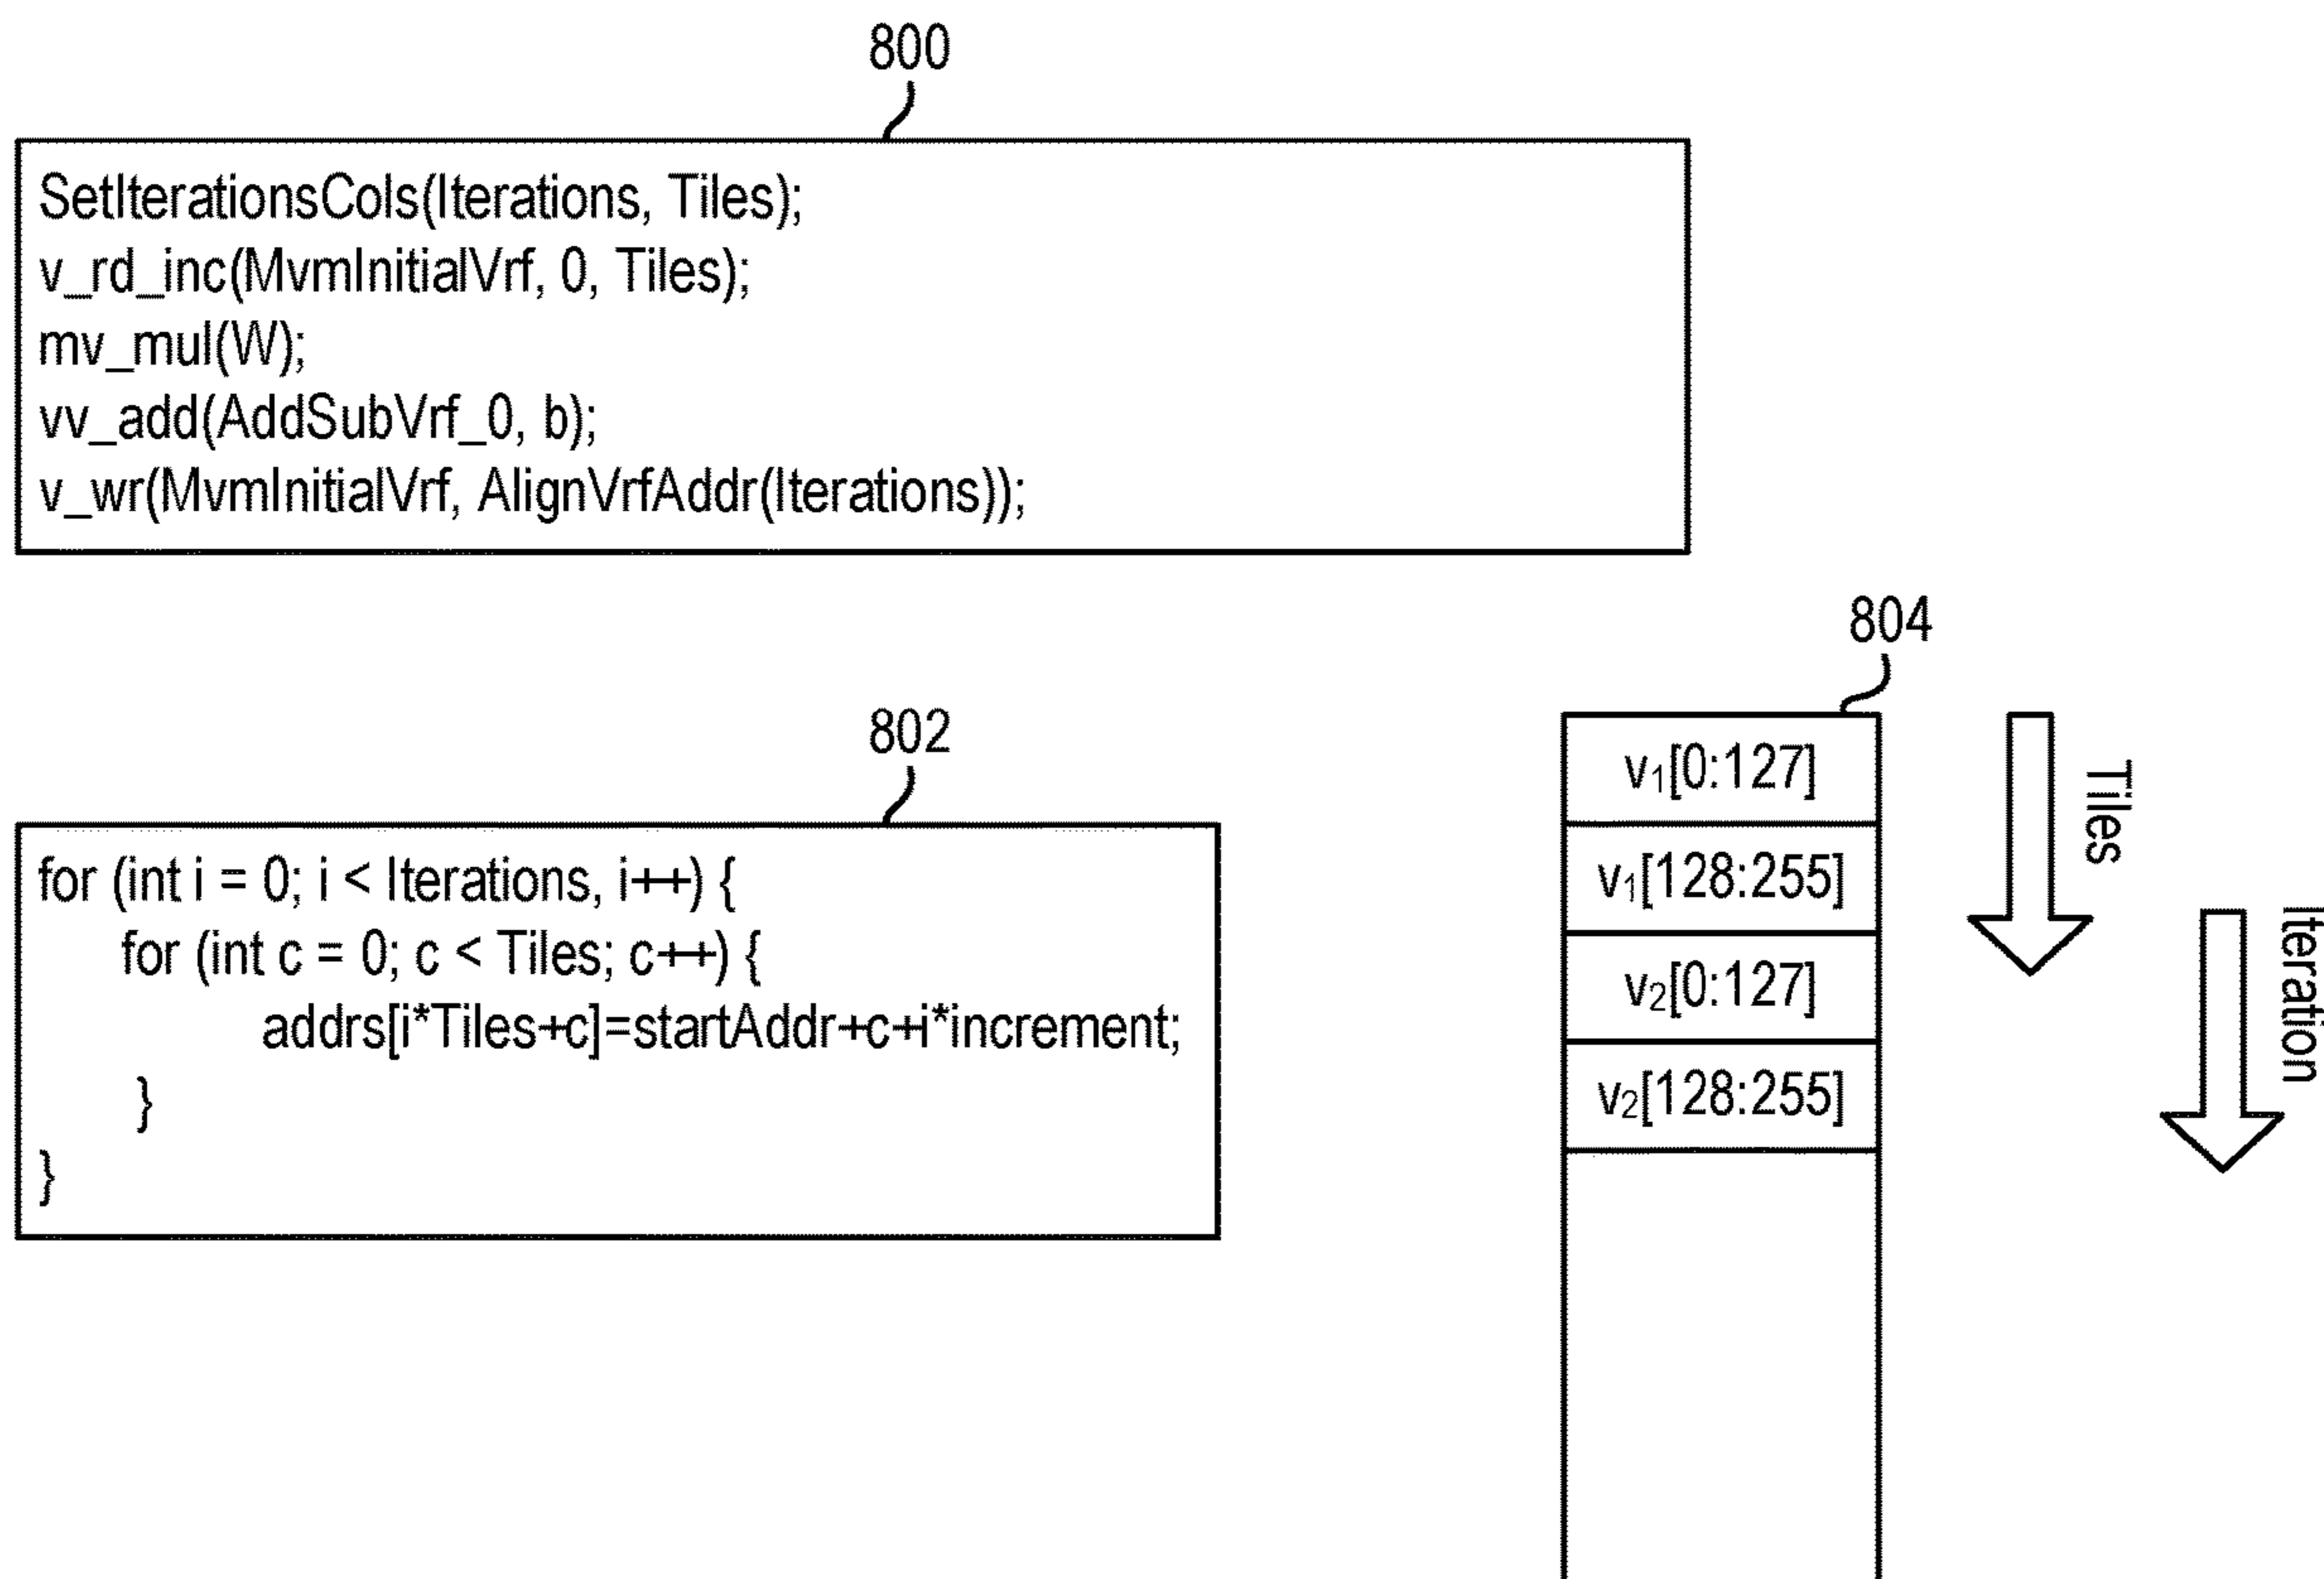 800
SetIterationsCols(Iterations, Tiles);
v_rd_inc(MvmInitialVrf, 0, Tiles);
mv_mul(W);
vv_add(AddSubVrf_0, b);
v_wr(MvmInitialVrf, AlignVrfAddr(Iterations));
802
for (int i = 0; i < Iterations, i++) {
for (int c = 0; c < Tiles; c++) {
addrs[i*Tiles+c]=startAddr+c+i*increment;
}
}
804
v₁[0:127]
v₁[128:255]
v₂[0:127]
v₂[128:255]
Tiles
Iteration